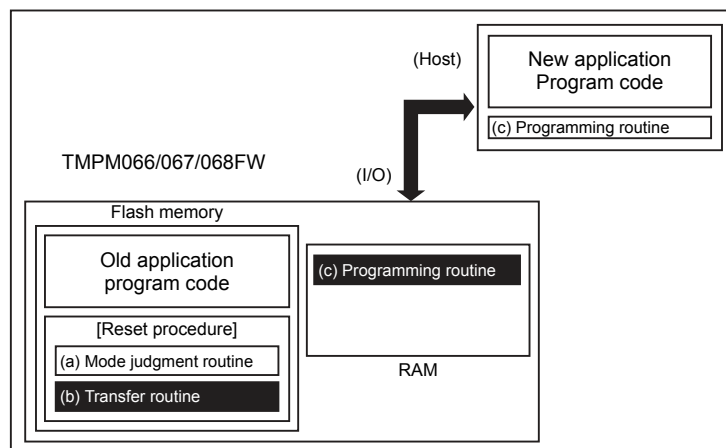 (Host)
New application
Program code
(c) Programming routine
TMPM066/067/068FW
(I/O)
Flash memory
Old application
program code
(c) Programming routine
[Reset procedure]
(a) Mode judgment routine
RAM
(b) Transfer routine